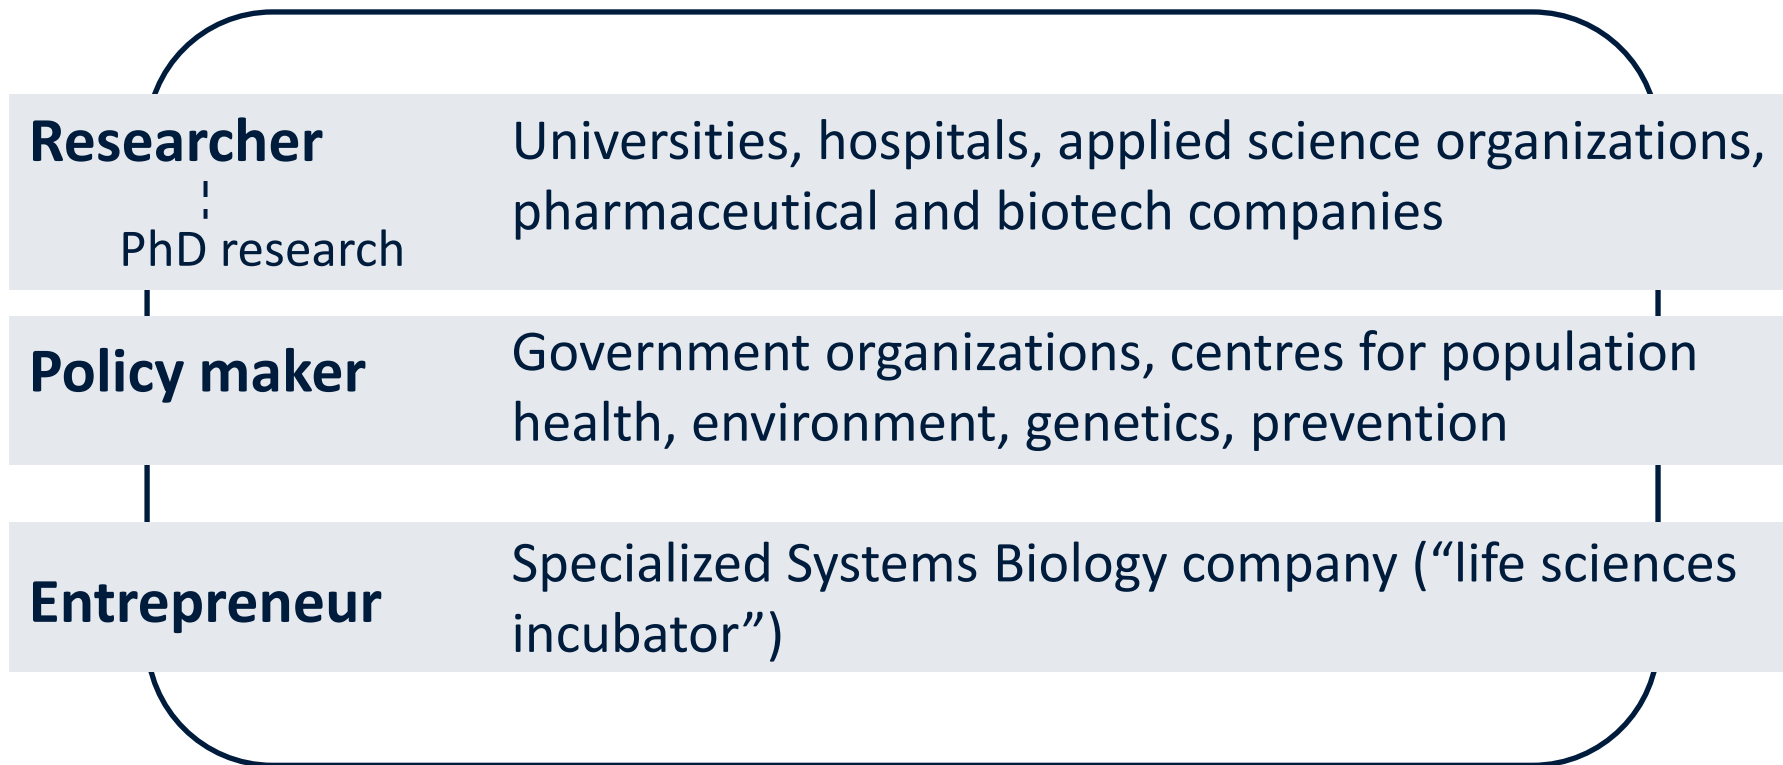 Researcher
PhD research
Universities, hospitals, applied science organizations,
pharmaceutical and biotech companies
Policy maker
Government organizations, centres for population
health, environment, genetics, prevention
Entrepreneur
Specialized Systems Biology company (“life sciences
incubator”)